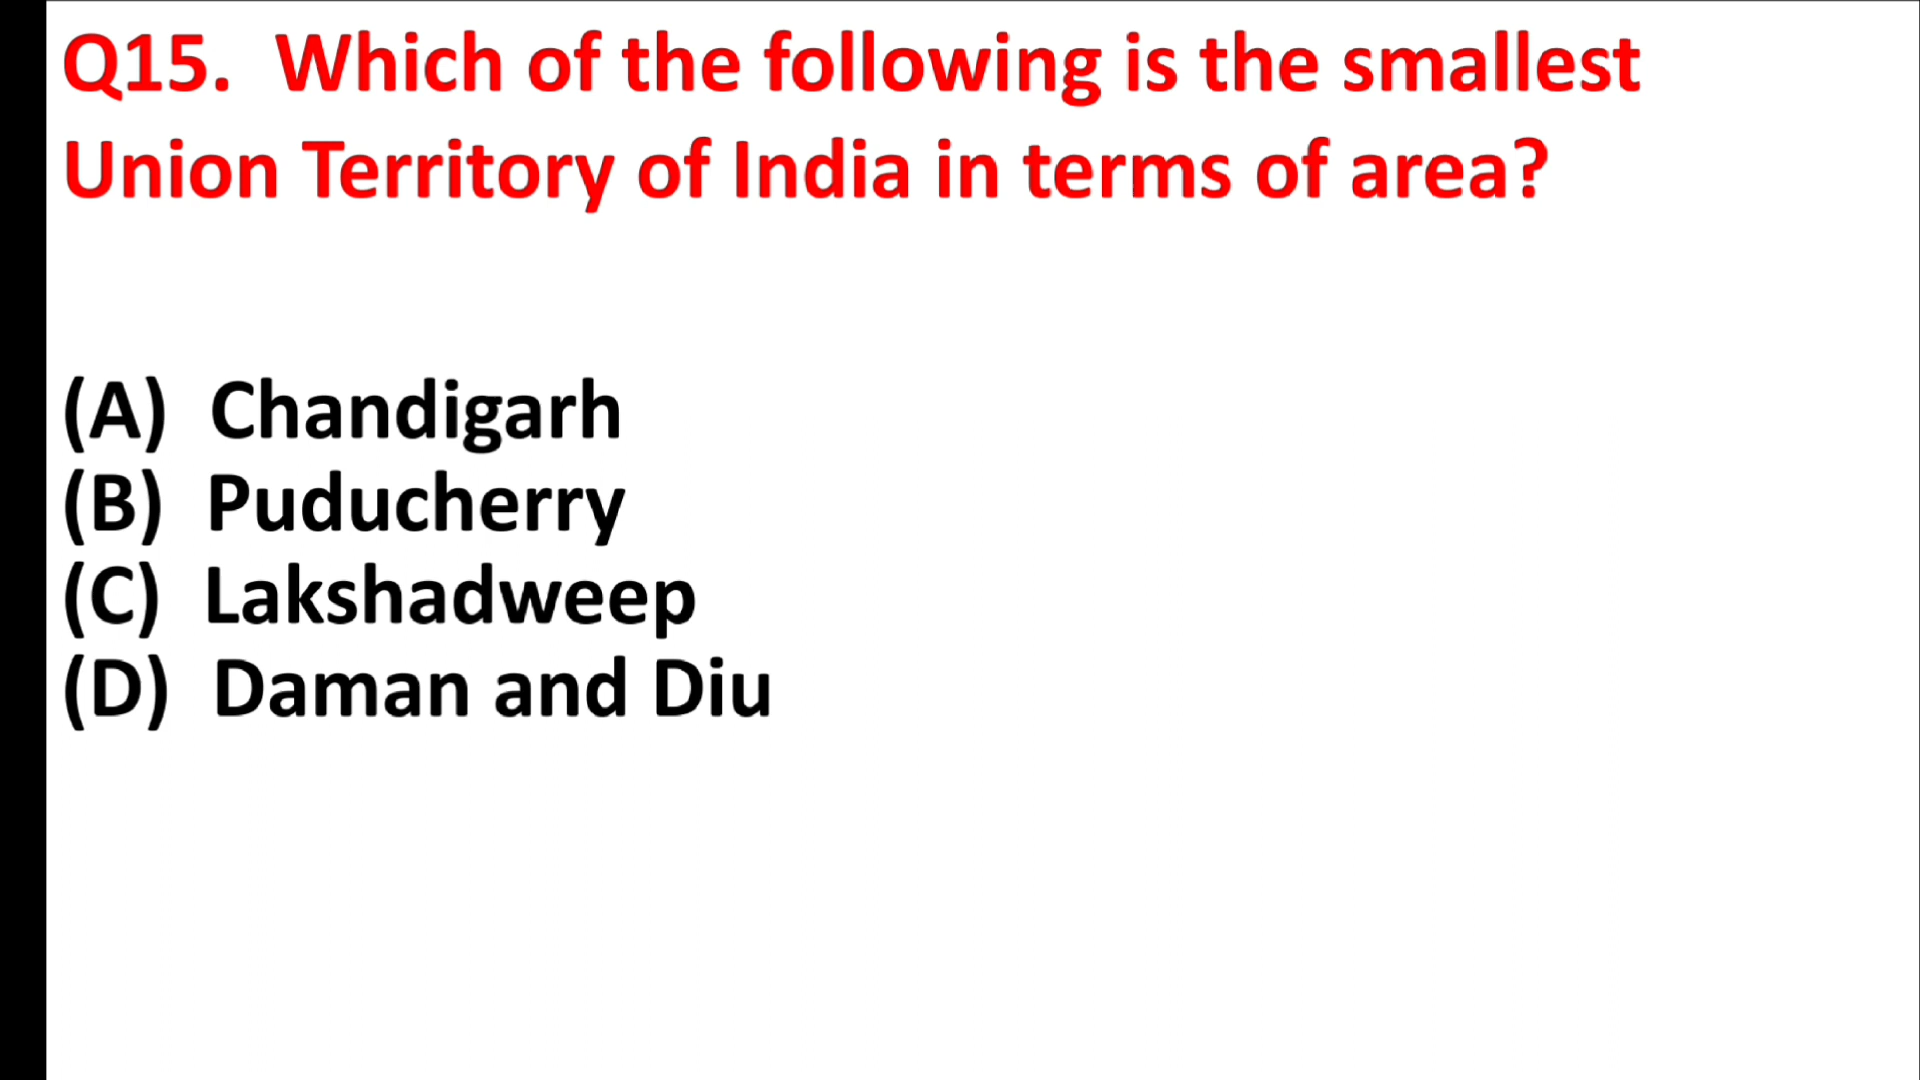 Q15. Which of the following is the smallest
Union Territory of India in terms of area?
(A) Chandigarh
(B) Puducherry
(C) Lakshadweep
(D) Daman and Diu